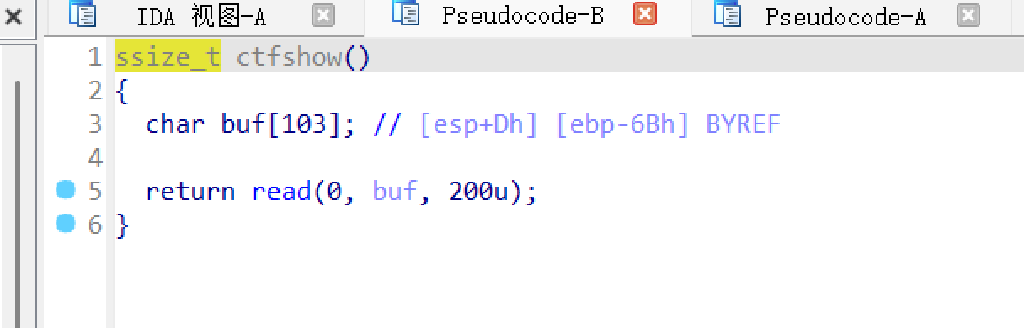 IDA 视图-A Pseudocode-B Pseudocode-A
1 ssize_t ctfshow()
2 {
3 char buf[103]; // [esp+Dh] [ebp-6Bh] BYREF
4
5 return read(0, buf, 200u);
6 }